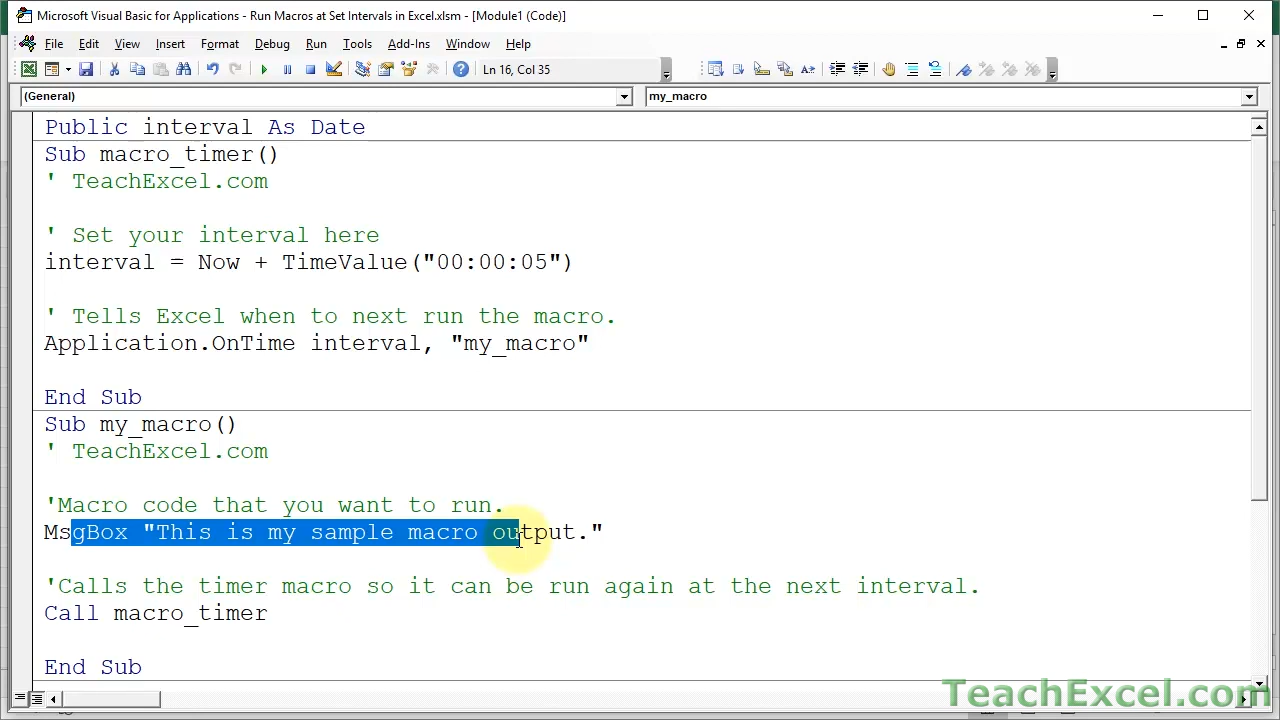 Microsoft Visual Basic for Applications - Run Macros at Set Intervals in Excel.xlsm - [Module1 (Code)]
File Edit View Insert Format Debug Run Tools Add-Ins Window Help
Ln 16, Col 35
(General) my_macro
Public interval As Date
Sub macro_timer()
' TeachExcel.com
' Set your interval here
interval = Now + TimeValue("00:00:05")
' Tells Excel when to next run the macro.
Application.OnTime interval, "my_macro"
End Sub
Sub my_macro()
' TeachExcel.com
'Macro code that you want to run.
MsgBox "This is my sample macro output."
'Calls the timer macro so it can be run again at the next interval.
Call macro_timer
End Sub
TeachExcel.com